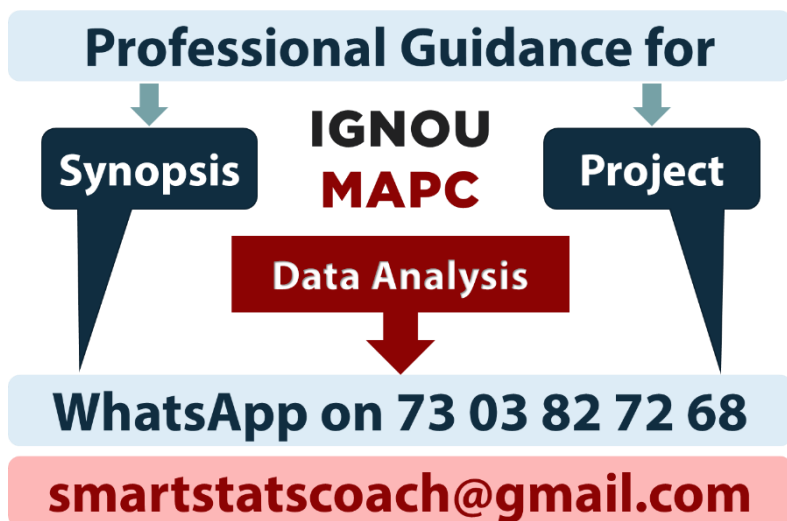 Professional Guidance for
IGNOU
Synopsis
MAPC
Project
Data Analysis
WhatsApp on 73 03 82 72 68
smartstatscoach@gmail.com